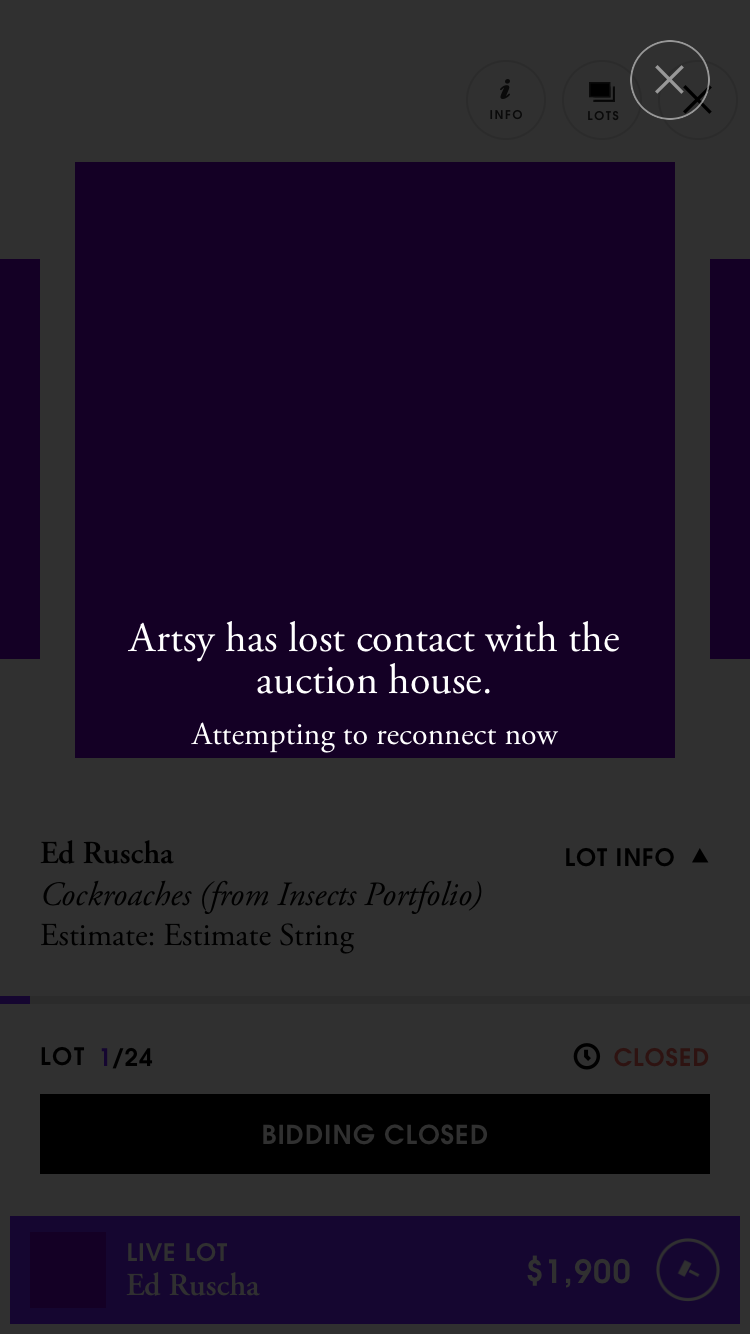 INFO
LOTS
Artsy has lost contact with the
auction house.
Attempting to reconnect now
Ed Ruscha
LOT INFO ▲
Cockroaches (from Insects Portfolio)
Estimate: Estimate String
LOT 1/24
CLOSED
BIDDING CLOSED
LIVE LOT
Ed Ruscha
$1,900